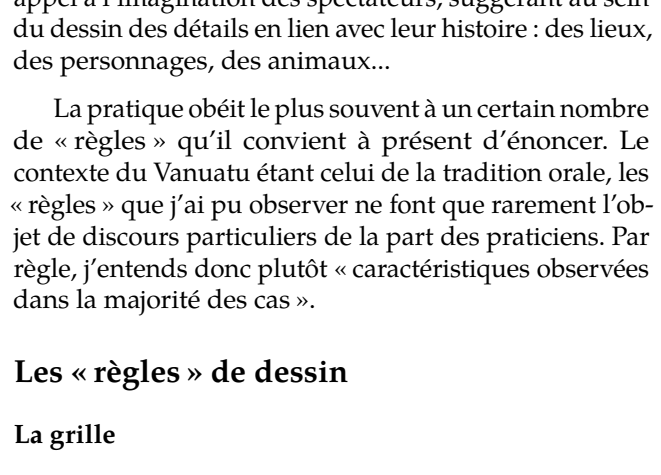 appel à l'imagination des spectateurs, suggérant au sein
du dessin des détails en lien avec leur histoire : des lieux,
des personnages, des animaux...
La pratique obéit le plus souvent à un certain nombre
de « règles » qu'il convient à présent d'énoncer. Le
contexte du Vanuatu étant celui de la tradition orale, les
« règles » que j'ai pu observer ne font que rarement l'ob-
jet de discours particuliers de la part des praticiens. Par
règle, j'entends donc plutôt « caractéristiques observées
dans la majorité des cas ».
Les « règles » de dessin
La grille